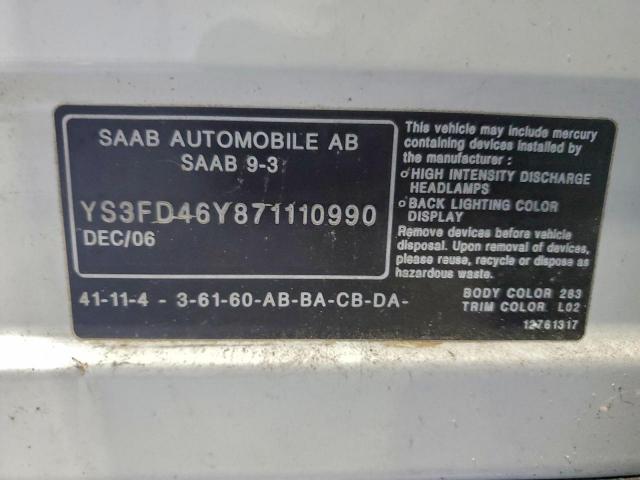 SAAB AUTOMOBILE AB
SAAB 9-3
YS3FD46Y871110990
DEC/06
41-11-4 - 3-61-60-AB-BA-CB-DA-
This vehicle may include mercury
containing devices installed by
the manufacturer :
o HIGH INTENSITY DISCHARGE
HEADLAMPS
o BACK LIGHTING COLOR
DISPLAY
Remove devices before vehicle
disposal. Upon removal of devices,
please reuse, recycle or dispose as
hazardous waste.
BODY COLOR 283
TRIM COLOR L02
12761317